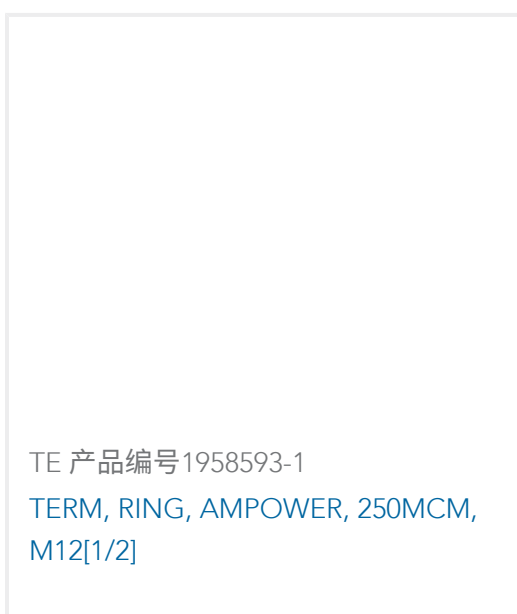 TE 产品编号1958593-1
TERM, RING, AMPOWER, 250MCM,
M12[1/2]